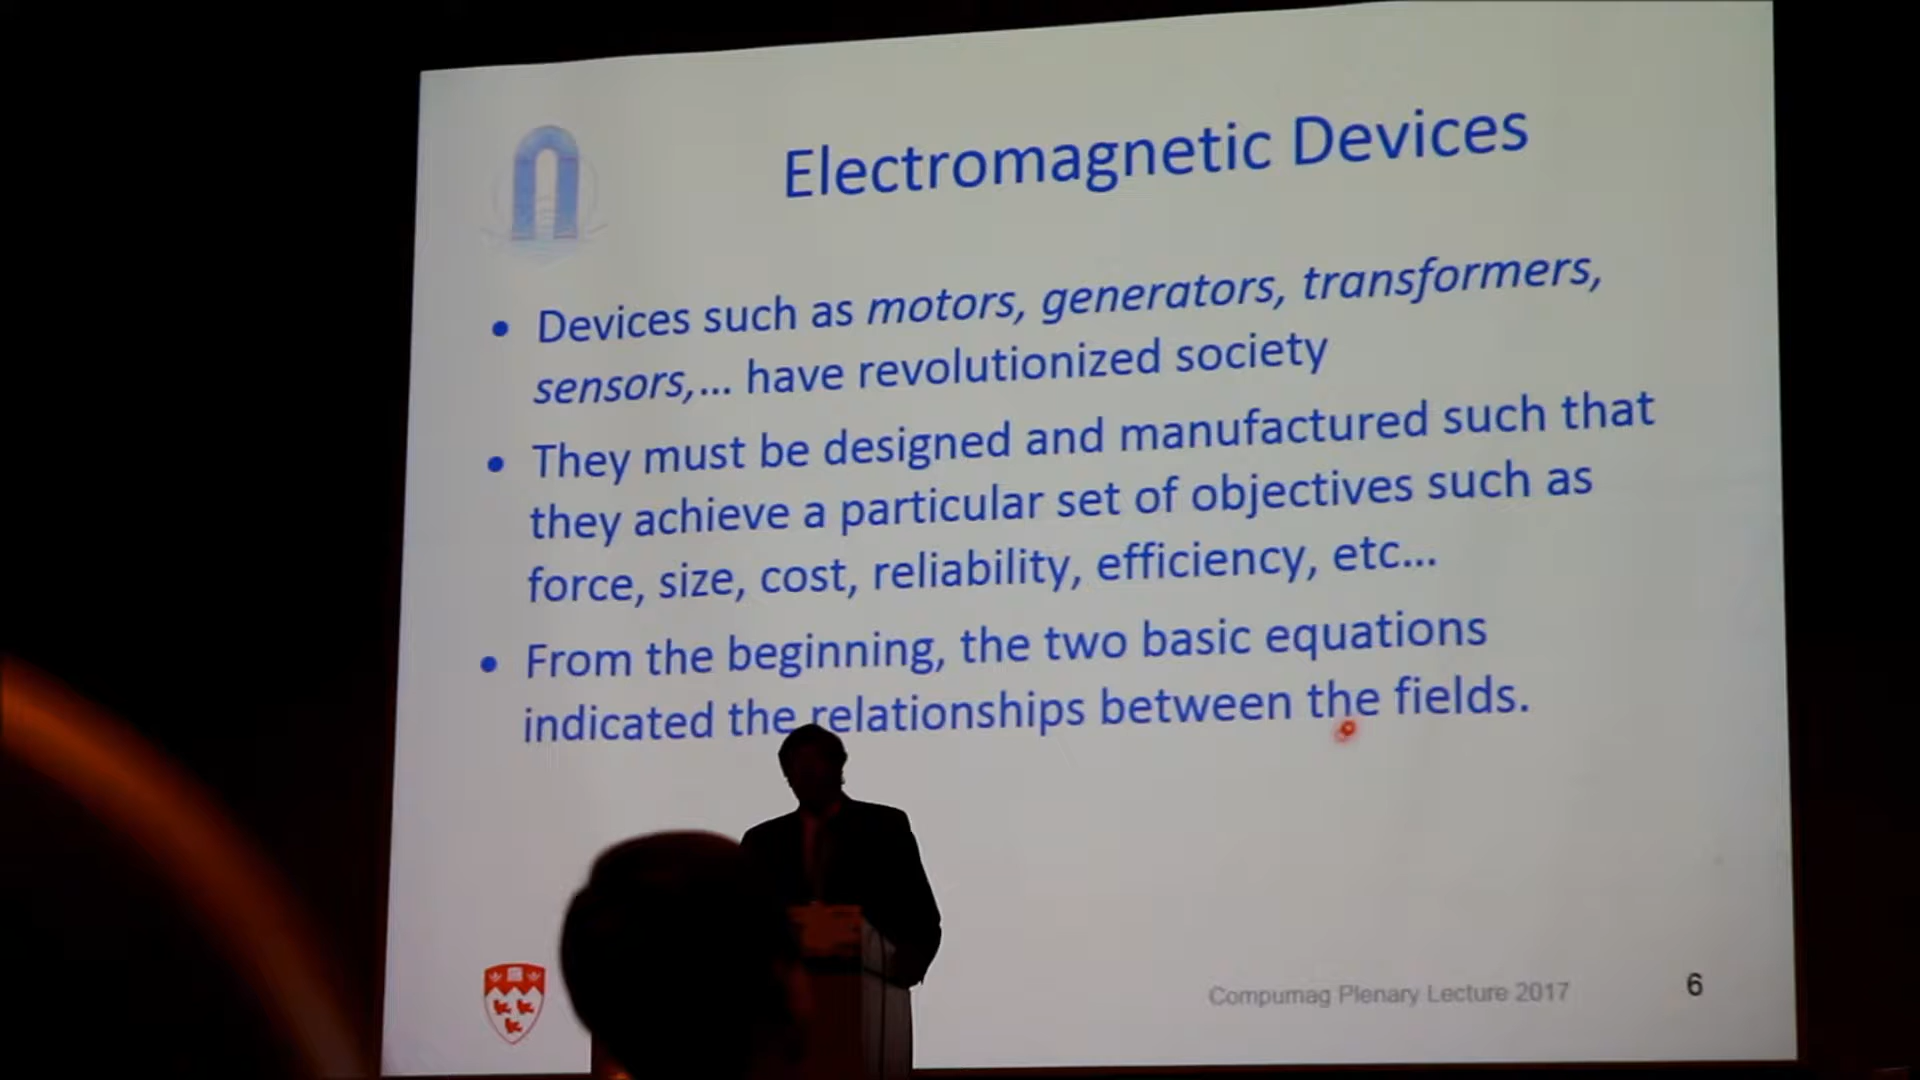 Electromagnetic Devices
• Devices such as motors, generators, transformers,
sensors,... have revolutionized society
• They must be designed and manufactured such that
they achieve a particular set of objectives such as
force, size, cost, reliability, efficiency, etc...
• From the beginning, the two basic equations
indicated the relationships between the fields.
Compumag Plenary Lecture 2017
6